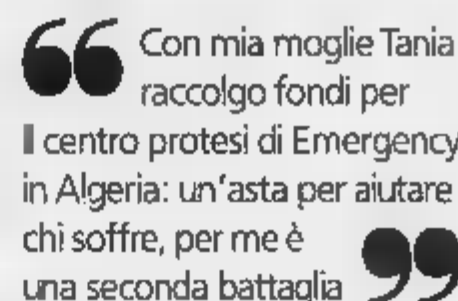 “ Con mia moglie Tania
raccolgo fondi per
I centro protesi di Emergency
in Algeria: un'asta per aiutare
chi soffre, per me è
una seconda battaglia ”